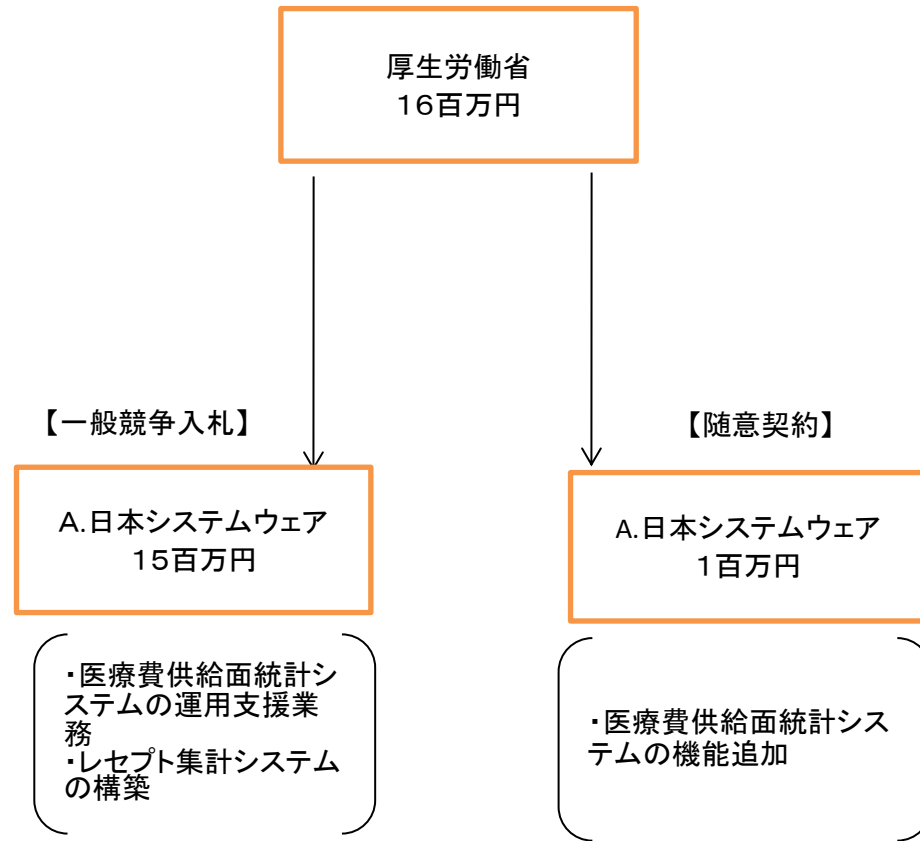 厚生労働省
16百万円
【一般競争入札】
【随意契約】
A.日本システムウェア
15百万円
A.日本システムウェア
1百万円
・医療費供給面統計シ
ステムの運用支援業
務
・レセプト集計システム
の構築
・医療費供給面統計シス
テムの機能追加